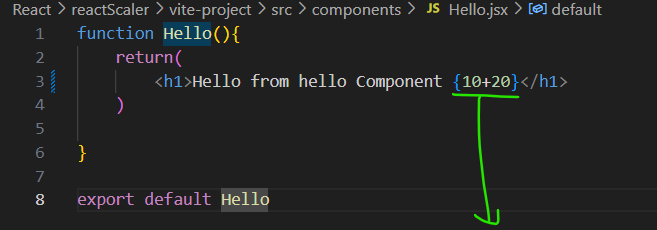 React > reactScaler > vite-project > src > components > JS Hello.jsx > default
1 function Hello(){
2 return(
3 <h1>Hello from hello Component {10+20}</h1>
4 )
5
6 }
7
8 export default Hello